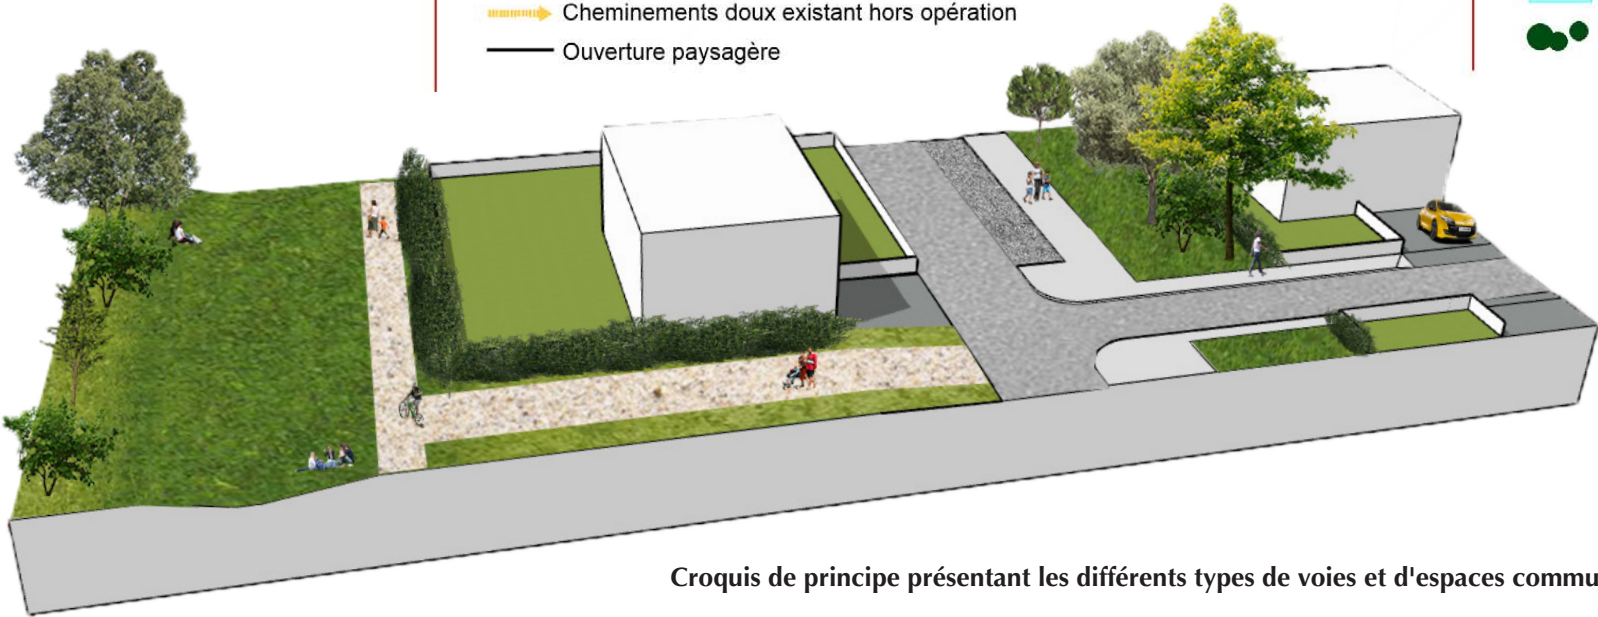 Cheminements doux existant hors opération
Ouverture paysagère
Croquis de principe présentant les différents types de voies et d'espaces commu